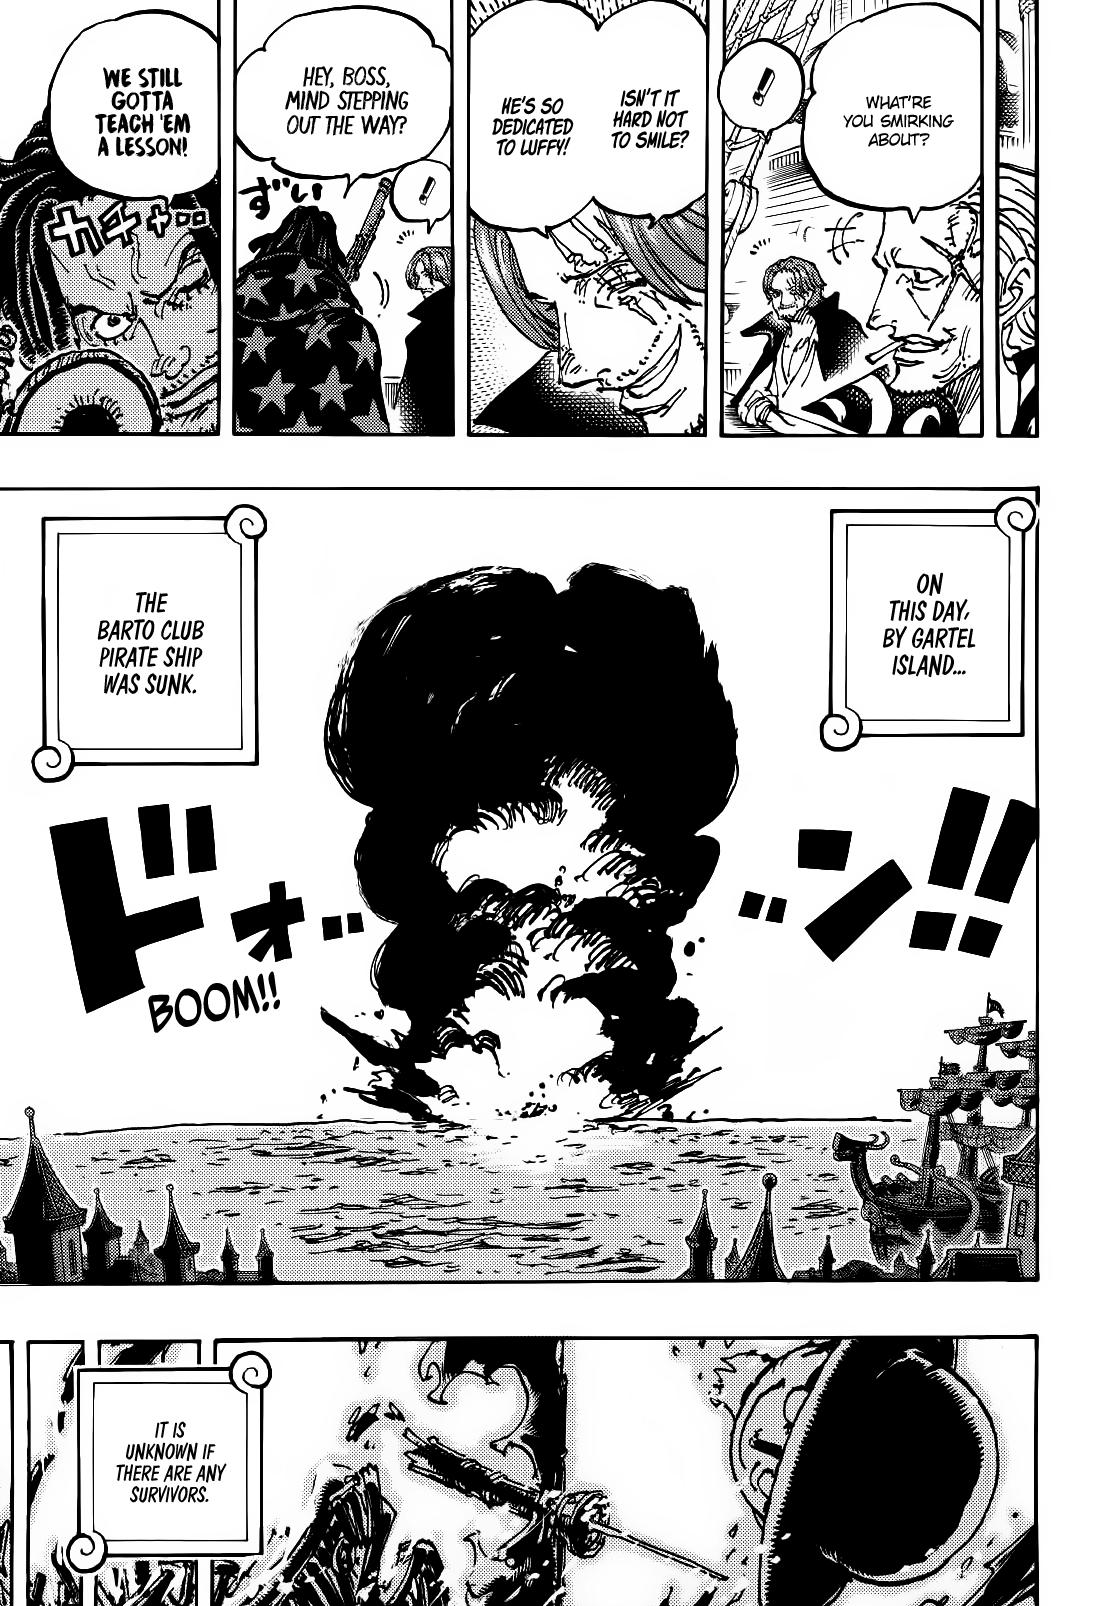 !
WHAT'RE
YOU SMIRKING
ABOUT?
ISN'T IT
HARD NOT
TO SMILE?
HE'S SO
DEDICATED
TO LUFFY!
HEY, BOSS,
MIND STEPPING
OUT THE WAY?
!
ずいっ
WE STILL
GOTTA
TEACH 'EM
A LESSON!
カチャ…
ON
THIS DAY,
BY GARTEL
ISLAND...
THE
BARTO CLUB
PIRATE SHIP
WAS SUNK.
ドォ…ン!!
BOOM!!
IT IS
UNKNOWN IF
THERE ARE ANY
SURVIVORS.